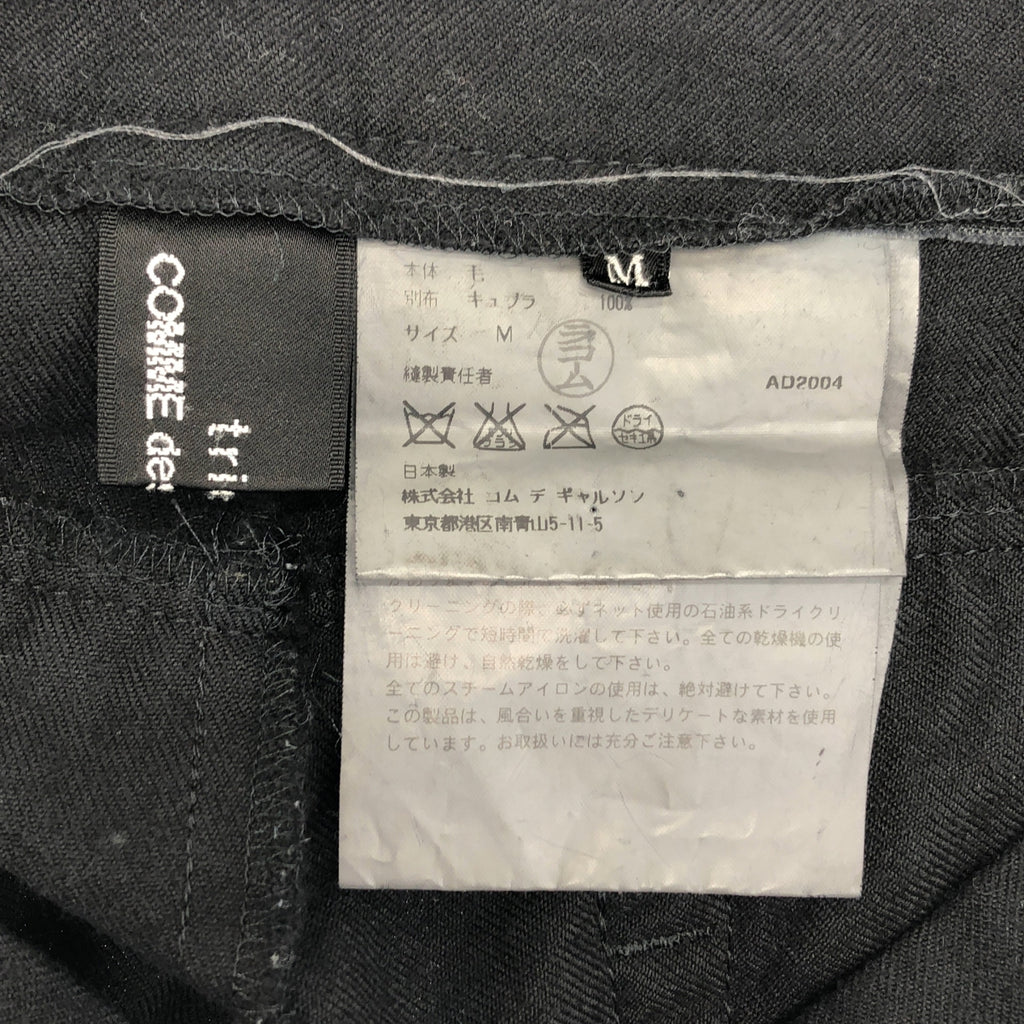 COMME des
tri
M
本体 毛
別布 キュプラ 100%
サイズ M
縫製責任者
コム
AD2004
ドライ
セキユ系
日本製
株式会社 コム デ ギャルソン
東京都港区南青山5-11-5
クリーニングの際、必ずネット使用の石油系ドライクリ
ーニングで短時間で洗濯して下さい。全ての乾燥機の使
用は避け、自然乾燥をして下さい。
全てのスチームアイロンの使用は、絶対避けて下さい。
この製品は、風合いを重視したデリケートな素材を使用
しています。お取扱いには充分ご注意下さい。